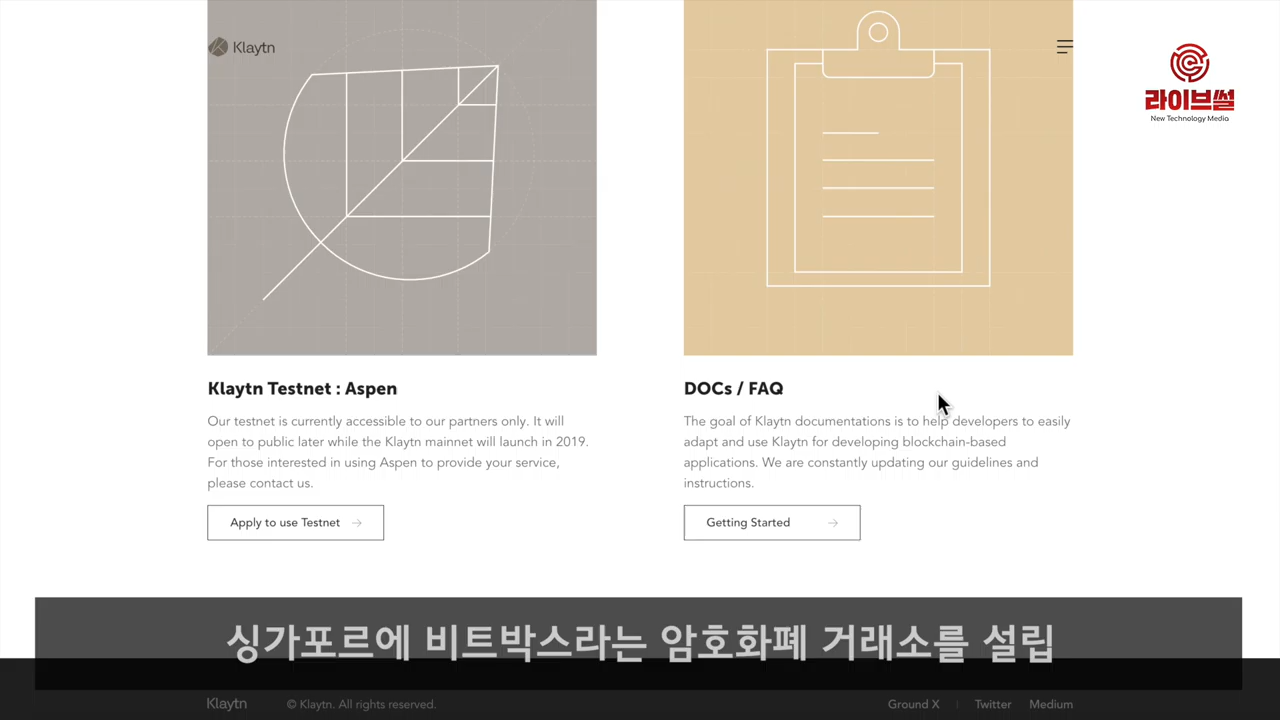 Klaytn
라이브썰
New Technology Media
Klaytn Testnet : Aspen
Our testnet is currently accessible to our partners only. It will
open to public later while the Klaytn mainnet will launch in 2019.
For those interested in using Aspen to provide your service,
please contact us.
Apply to use Testnet
DOCs / FAQ
The goal of Klaytn documentations is to help developers to easily
adapt and use Klaytn for developing blockchain-based
applications. We are constantly updating our guidelines and
instructions.
Getting Started
싱가포르에 비트박스라는 암호화폐 거래소를 설립
Klaytn © Klaytn. All rights reserved. Ground X | Twitter Medium